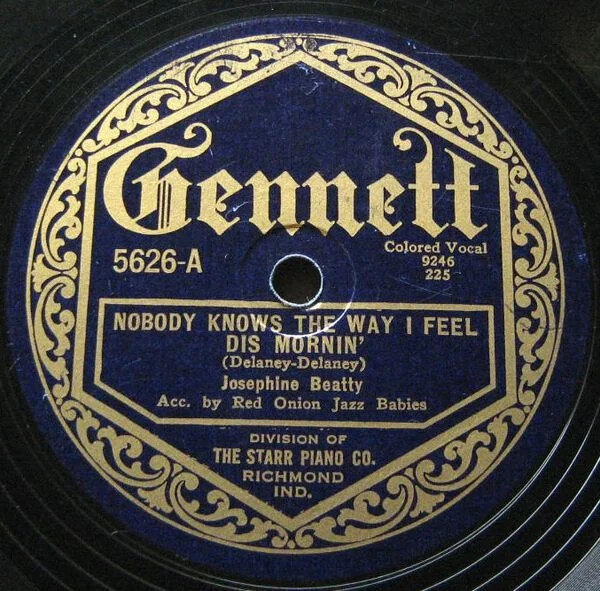 Gennett
5626-A
Colored Vocal
9246
225
NOBODY KNOWS THE WAY I FEEL
DIS MORNIN'
(Delaney-Delaney)
Josephine Beatty
Acc. by Red Onion Jazz Babies
DIVISION OF
THE STARR PIANO CO.
RICHMOND
IND.